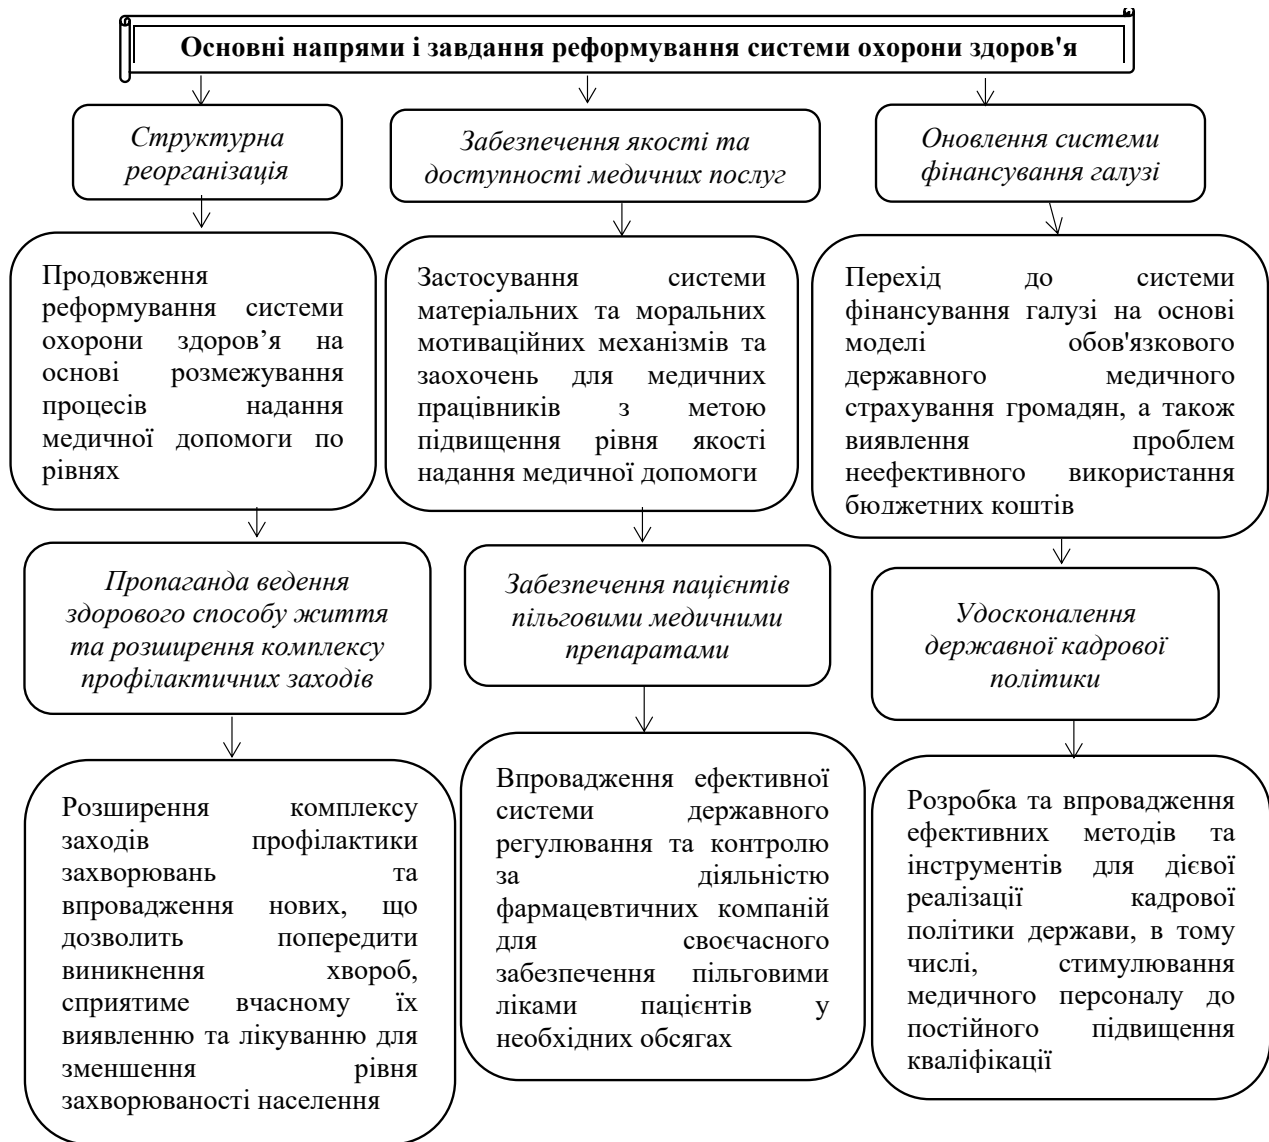 Основні напрями і завдання реформування системи охорони здоров'я
Структурна
реорганізація
Забезпечення якості та
доступності медичних послуг
Оновлення системи
фінансування галузі
Продовження
реформування системи
охорони здоров’я на
основі розмежування
процесів надання
медичної допомоги по
рівнях
Застосування системи
матеріальних та моральних
мотиваційних механізмів та
заохочень для медичних
працівників з метою
підвищення рівня якості
надання медичної допомоги
Перехід до системи
фінансування галузі на основі
моделі обов'язкового
державного медичного
страхування громадян, а також
виявлення проблем
неефективного використання
бюджетних коштів
Пропаганда ведення
здорового способу життя
та розширення комплексу
профілактичних заходів
Забезпечення пацієнтів
пільговими медичними
препаратами
Удосконалення
державної кадрової
політики
Розширення комплексу
заходів профілактики
захворювань та
впровадження нових, що
дозволить попередити
виникнення хвороб,
сприятиме вчасному їх
виявленню та лікуванню для
зменшення рівня
захворюваності населення
Впровадження ефективної
системи державного
регулювання та контролю
за діяльністю
фармацевтичних компаній
для своєчасного
забезпечення пільговими
ліками пацієнтів у
необхідних обсягах
Розробка та впровадження
ефективних методів та
інструментів для дієвої
реалізації кадрової
політики держави, в тому
числі, стимулювання
медичного персоналу до
постійного підвищення
кваліфікації